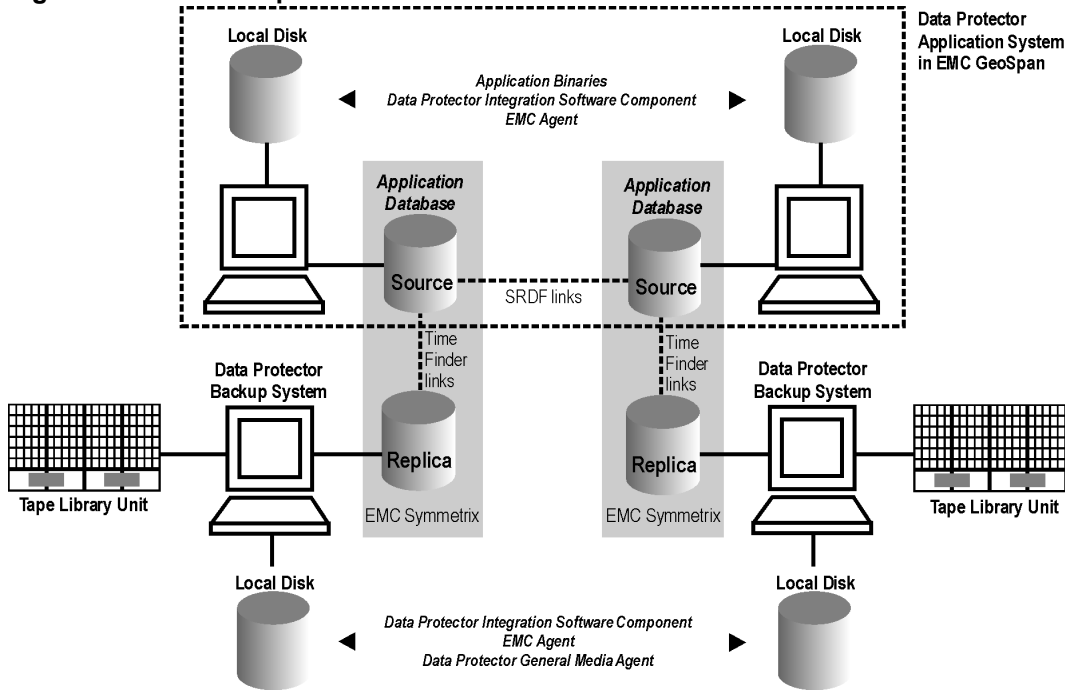 Local Disk
Local Disk
Data Protector
Application System
in EMC GeoSpan
Application Binaries
Data Protector Integration Software Component
EMC Agent
Application
Database
Application
Database
Source
SRDF links
Source
Time
Finder
links
Time
Finder
links
Data Protector
Backup System
Data Protector
Backup System
Replica
Replica
Tape Library Unit
EMC Symmetrix
EMC Symmetrix
Tape Library Unit
Local Disk
Local Disk
Data Protector Integration Software Component
EMC Agent
Data Protector General Media Agent